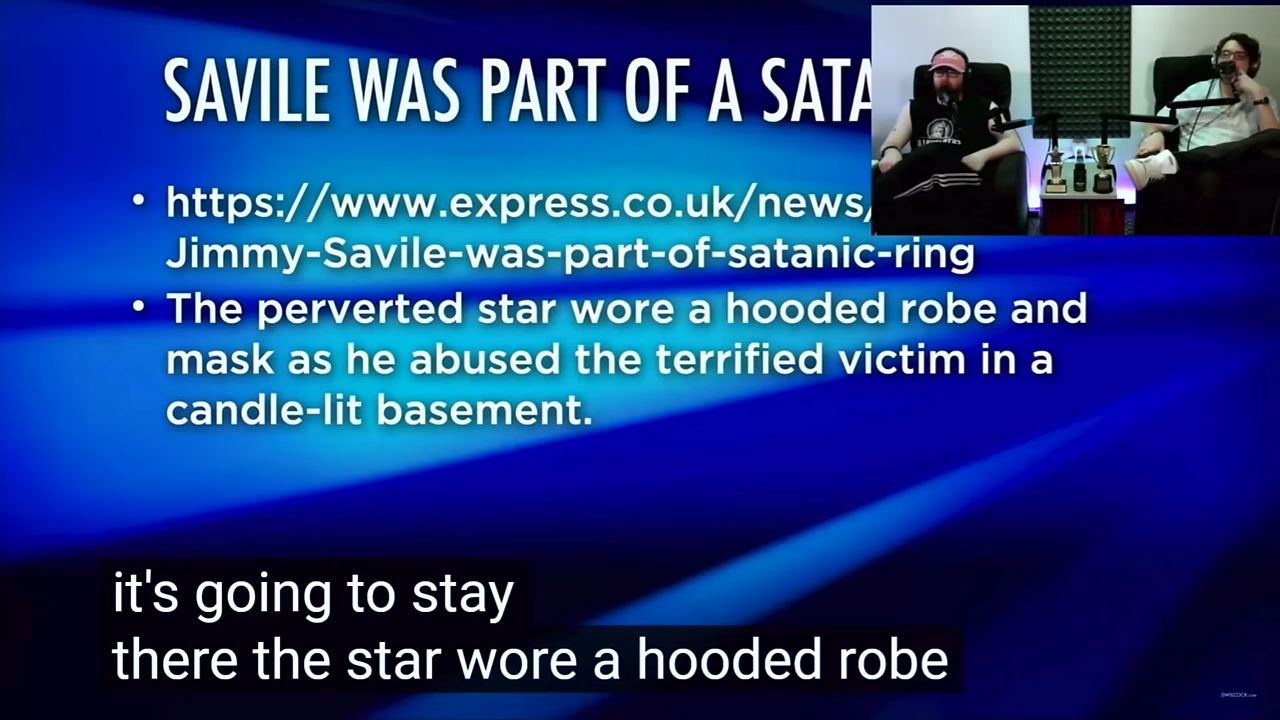 SAVILE WAS PART OF A SATA
• https://www.express.co.uk/news/
Jimmy-Savile-was-part-of-satanic-ring
• The perverted star wore a hooded robe and
mask as he abused the terrified victim in a
candle-lit basement.
it's going to stay
there the star wore a hooded robe
DWILCOCK.com